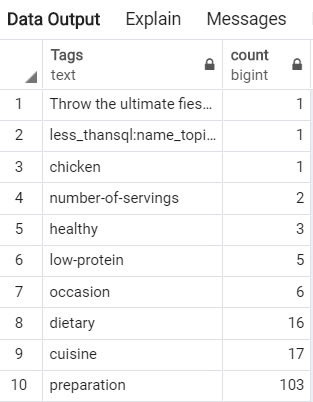 Data Output Explain Messages
Tags count
text bigint
1 Throw the ultimate fies... 1
2 less_thansql:name_topi... 1
3 chicken 1
4 number-of-servings 2
5 healthy 3
6 low-protein 5
7 occasion 6
8 dietary 16
9 cuisine 17
10 preparation 103